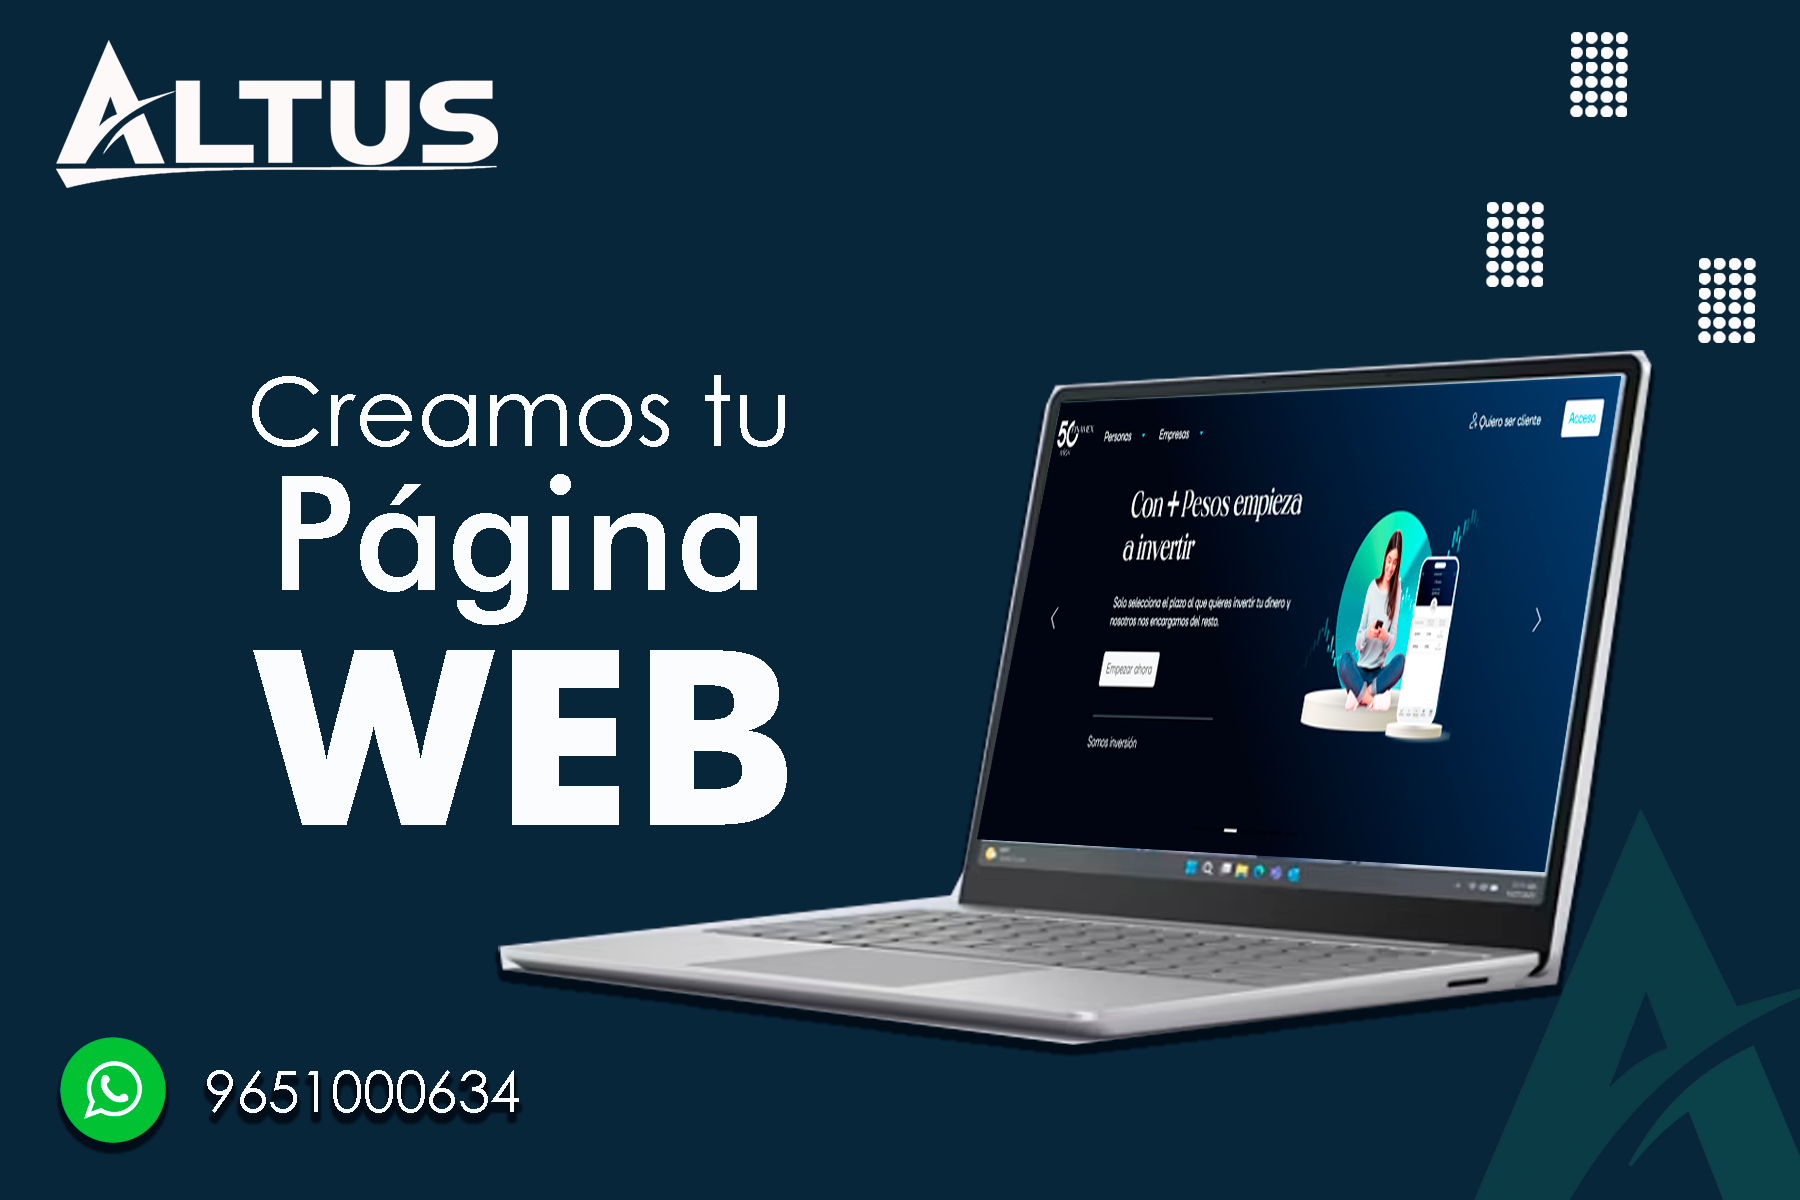 ALTUS
Creamos tu
Página
WEB
9651000634
50
Personas
Empresas
Quiero ser cliente
Acceso
Con + Pesos empieza
a invertir
Solo selecciona el plazo al que quieres invertir tu dinero y
nosotros nos encargamos del resto.
Empezar ahora
Somos inversión